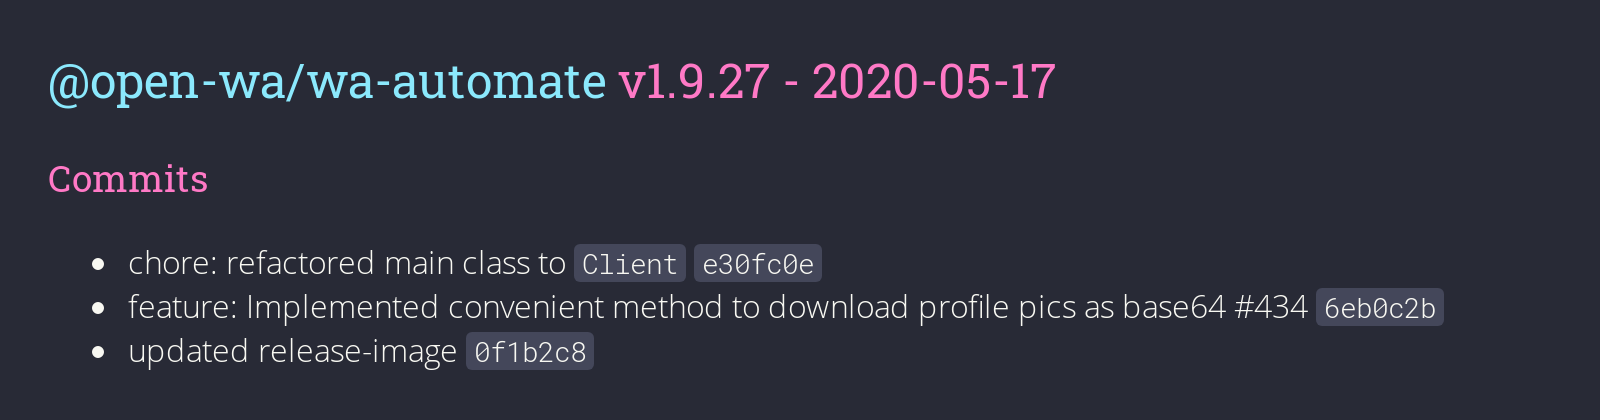 @open-wa/wa-automate v1.9.27 - 2020-05-17
Commits
chore: refactored main class to Client e30fc0e
feature: Implemented convenient method to download profile pics as base64 #434 6eb0c2b
updated release-image 0f1b2c8